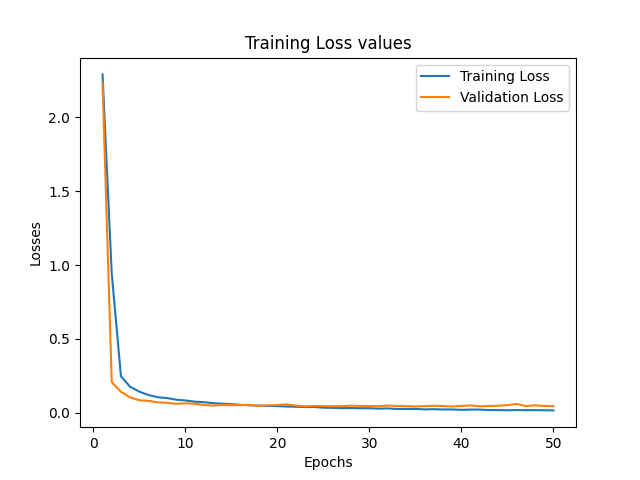 Training Loss values
Training Loss
Validation Loss
2.0
1.5
1.0
0.5
0.0
Losses
0 10 20 30 40 50
Epochs